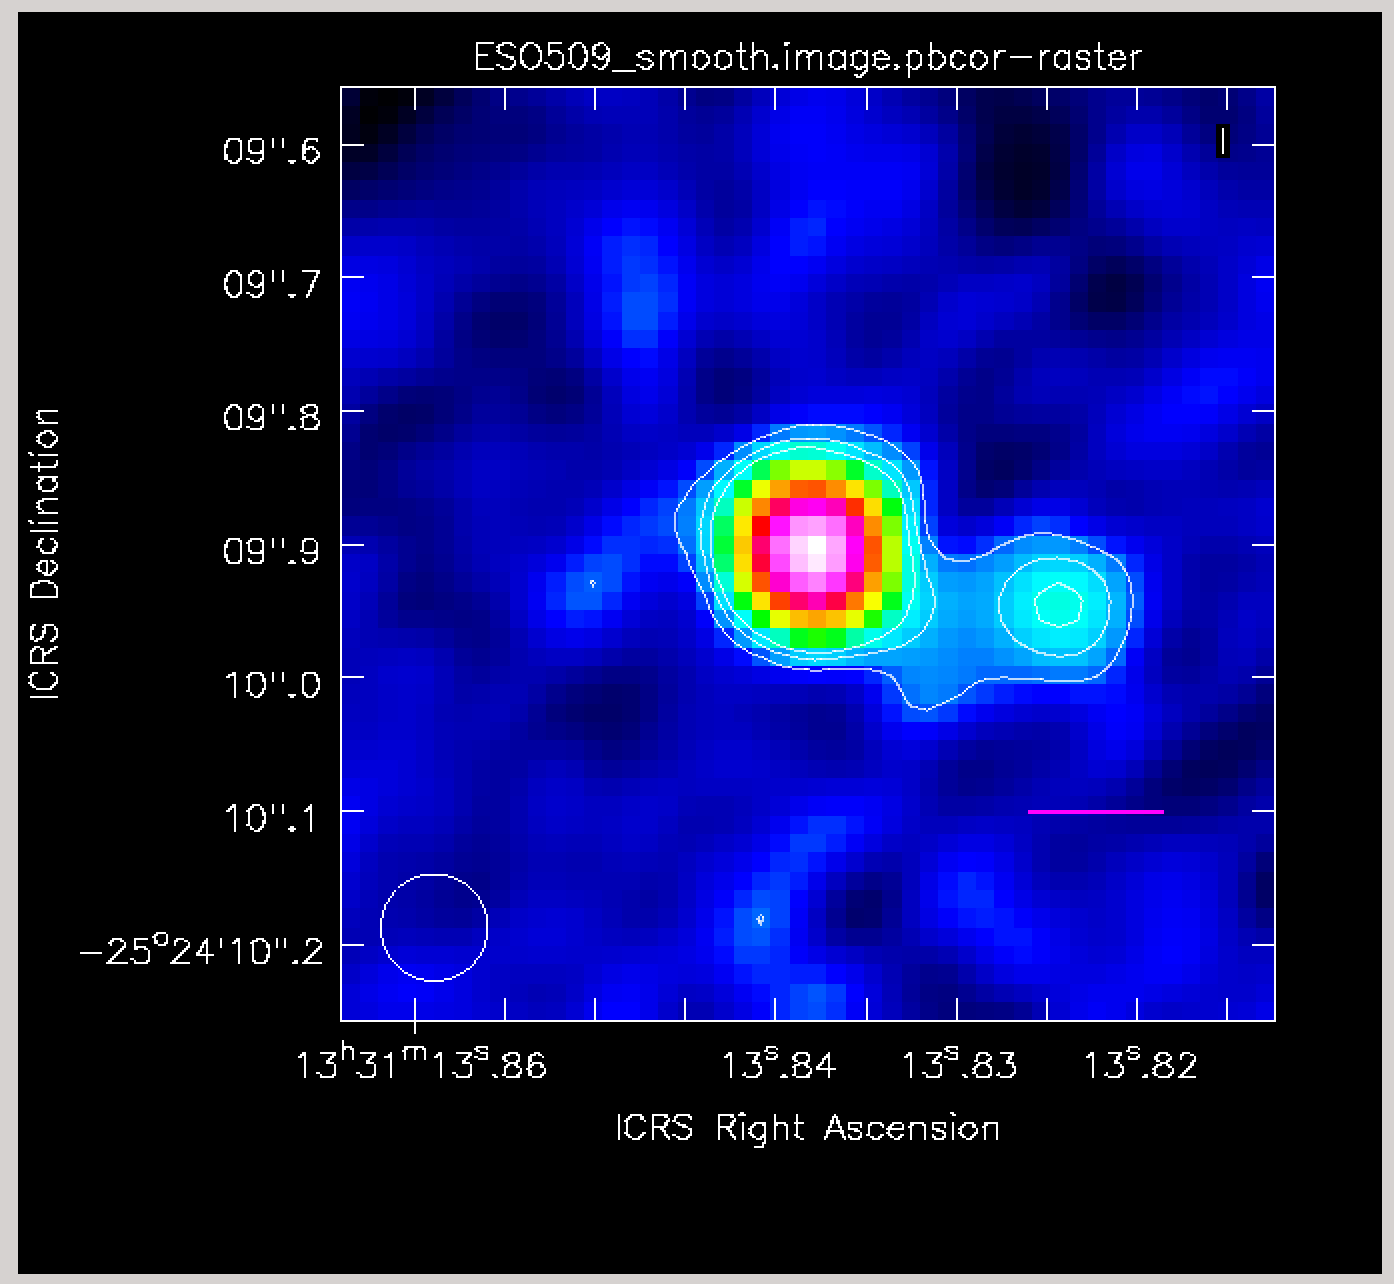 ESO509_smooth.image.pbcor-raster
I
09".6
09".7
09".8
09".9
10".0
10".1
-25°24'10".2
ICRS Declination
13ʰ31ᵐ13ˢ.86 13ˢ.84 13ˢ.83 13ˢ.82
ICRS Right Ascension